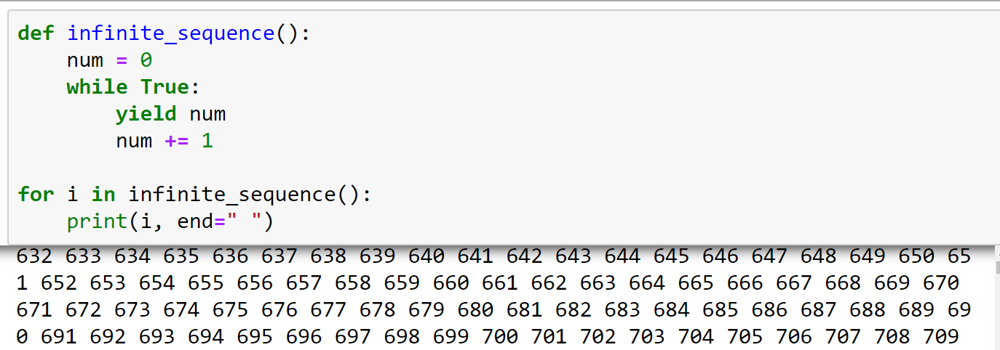 def infinite_sequence():
    num = 0
    while True:
        yield num
        num += 1

for i in infinite_sequence():
    print(i, end=" ")
632 633 634 635 636 637 638 639 640 641 642 643 644 645 646 647 648 649 650 65
1 652 653 654 655 656 657 658 659 660 661 662 663 664 665 666 667 668 669 670
671 672 673 674 675 676 677 678 679 680 681 682 683 684 685 686 687 688 689 69
0 691 692 693 694 695 696 697 698 699 700 701 702 703 704 705 706 707 708 709